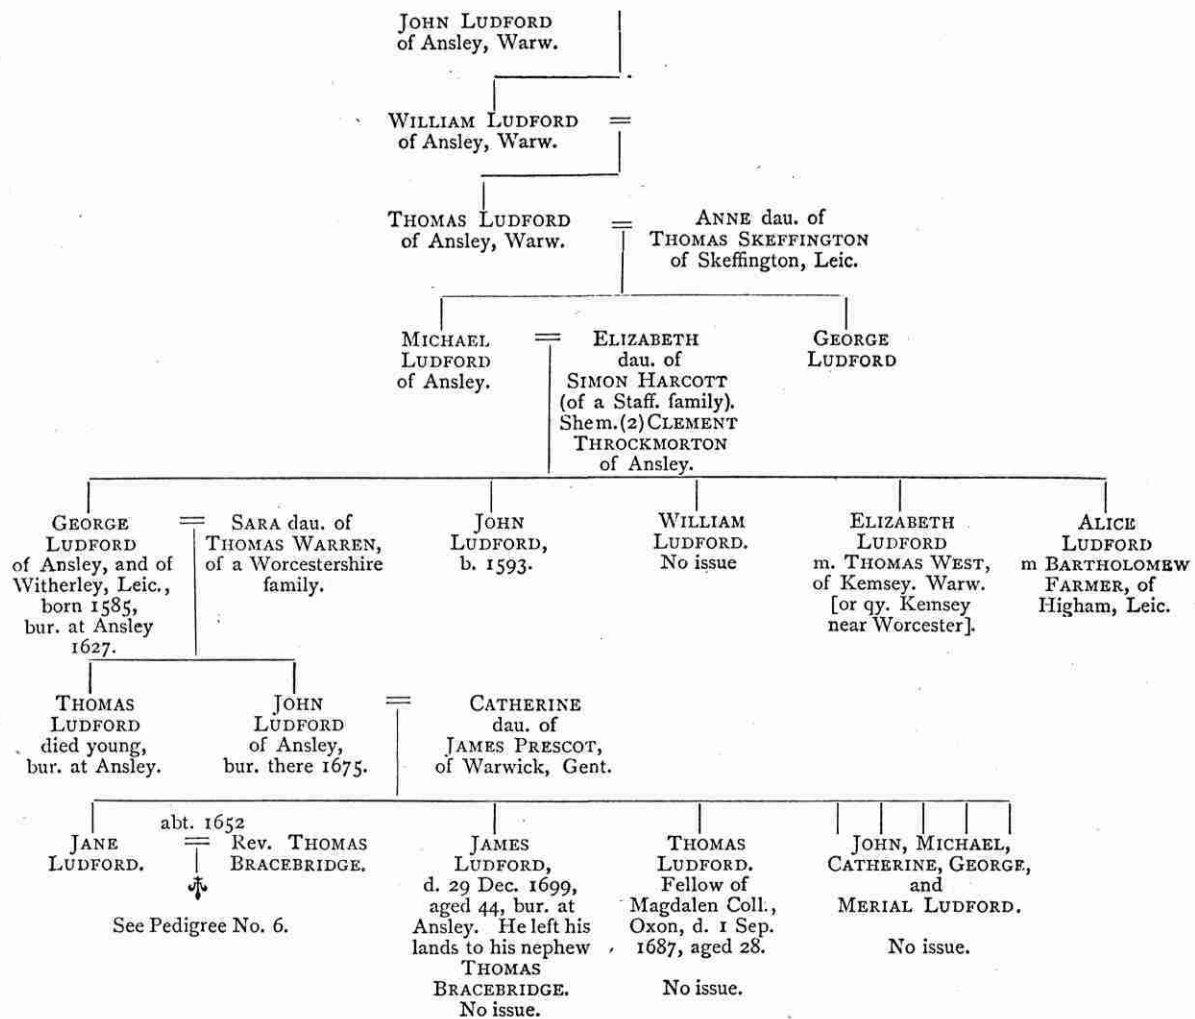 JOHN LUDFORD
of Ansley, Warw.
WILLIAM LUDFORD =
of Ansley, Warw.
THOMAS LUDFORD
of Ansley, Warw.
=
ANNE dau. of
THOMAS SKEFFINGTON
of Skeffington, Leic.
MICHAEL
LUDFORD
of Ansley.
=
ELIZABETH
dau. of
SIMON HARCOTT
(of a Staff. family).
She m. (2) CLEMENT
THROCKMORTON
of Ansley.
GEORGE
LUDFORD
GEORGE
LUDFORD
of Ansley, and of
Witherley, Leic.,
born 1585,
bur. at Ansley
1627.
=
SARA dau. of
THOMAS WARREN,
of a Worcestershire
family.
JOHN
LUDFORD,
b. 1593.
WILLIAM
LUDFORD.
No issue
ELIZABETH
LUDFORD
m. THOMAS WEST,
of Kemsey. Warw.
[or qy. Kemsey
near Worcester].
ALICE
LUDFORD
m BARTHOLOMEW
FARMER, of
Higham, Leic.
THOMAS
LUDFORD
died young,
bur. at Ansley.
JOHN
LUDFORD
of Ansley,
bur. there 1675.
=
CATHERINE
dau. of
JAMES PRESCOT,
of Warwick, Gent.
JANE
LUDFORD.
abt. 1652
=
Rev. THOMAS
BRACEBRIDGE.
See Pedigree No. 6.
JAMES
LUDFORD,
d. 29 Dec. 1699,
aged 44, bur. at
Ansley. He left his
lands to his nephew
THOMAS
BRACEBRIDGE.
No issue.
THOMAS
LUDFORD.
Fellow of
Magdalen Coll.,
Oxon, d. 1 Sep.
1687, aged 28.
No issue.
JOHN, MICHAEL,
CATHERINE, GEORGE,
and
MERIAL LUDFORD.
No issue.